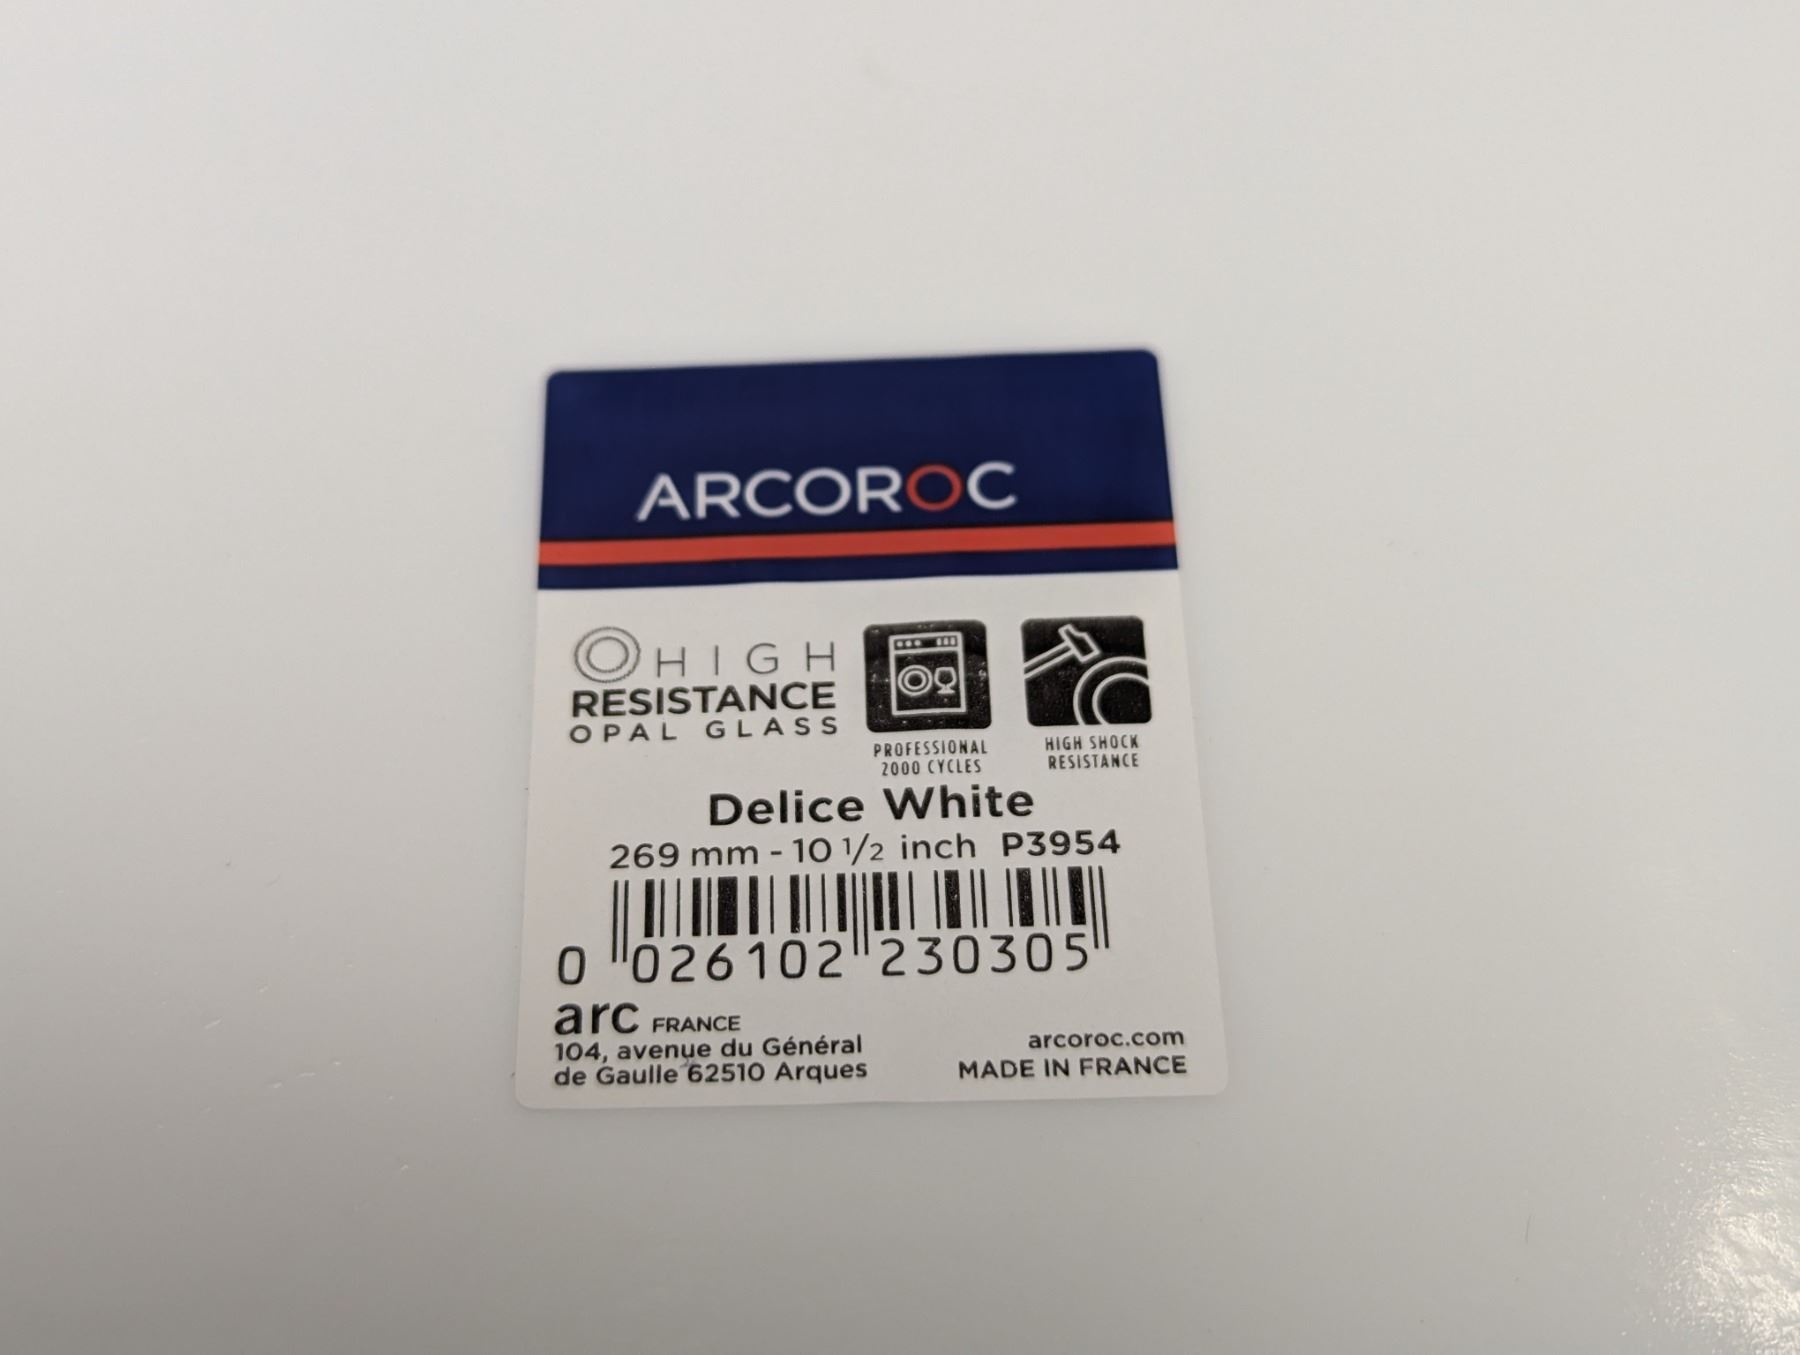 ARCOROC
HIGH
RESISTANCE
OPAL GLASS
PROFESSIONAL
2000 CYCLES
HIGH SHOCK
RESISTANCE
Delice White
269 mm - 10 1/2 inch P3954
0 026102 230305
arc FRANCE
104, avenue du Général
de Gaulle 62510 Arques
arcoroc.com
MADE IN FRANCE